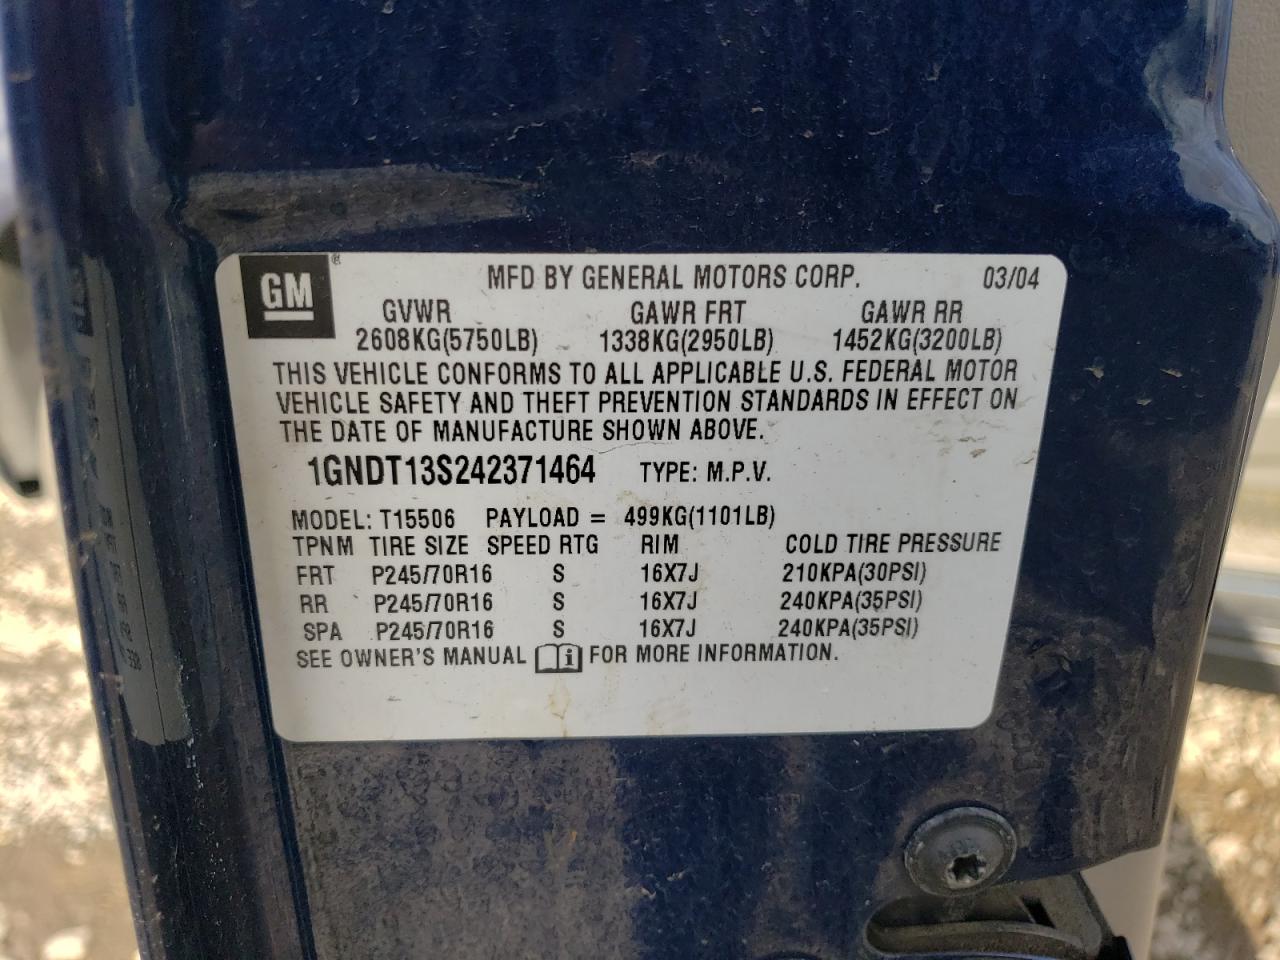 GM® MFD BY GENERAL MOTORS CORP. 03/04
GVWR GAWR FRT GAWR RR
2608KG(5750LB) 1338KG(2950LB) 1452KG(3200LB)
THIS VEHICLE CONFORMS TO ALL APPLICABLE U.S. FEDERAL MOTOR
VEHICLE SAFETY AND THEFT PREVENTION STANDARDS IN EFFECT ON
THE DATE OF MANUFACTURE SHOWN ABOVE.
1GNDT13S242371464 TYPE: M.P.V.
MODEL: T15506 PAYLOAD = 499KG(1101LB)
TPNM TIRE SIZE SPEED RTG RIM COLD TIRE PRESSURE
FRT P245/70R16 S 16X7J 210KPA(30PSI)
RR P245/70R16 S 16X7J 240KPA(35PSI)
SPA P245/70R16 S 16X7J 240KPA(35PSI)
SEE OWNER'S MANUAL i FOR MORE INFORMATION.